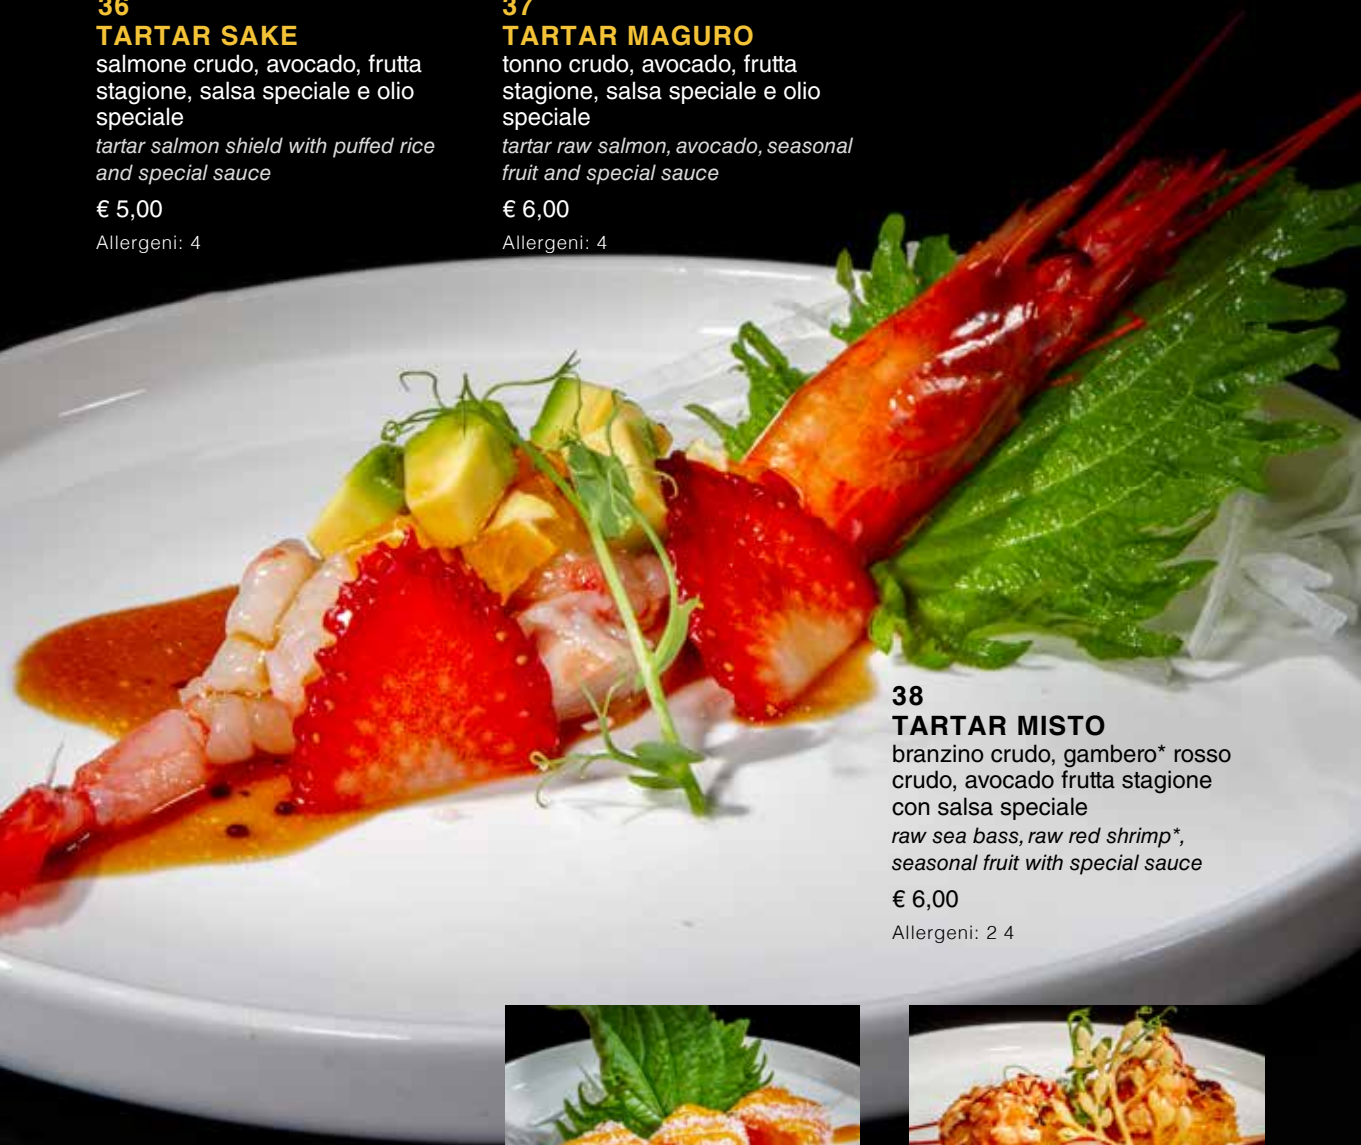 36
TARTAR SAKE
salmone crudo, avocado, frutta
stagione, salsa speciale e olio
speciale
tartar salmon shield with puffed rice
and special sauce
€ 5,00
Allergeni: 4
37
TARTAR MAGURO
tonno crudo, avocado, frutta
stagione, salsa speciale e olio
speciale
tartar raw salmon, avocado, seasonal
fruit and special sauce
€ 6,00
Allergeni: 4
38
TARTAR MISTO
branzino crudo, gambero* rosso
crudo, avocado frutta stagione
con salsa speciale
raw sea bass, raw red shrimp*,
seasonal fruit with special sauce
€ 6,00
Allergeni: 2 4